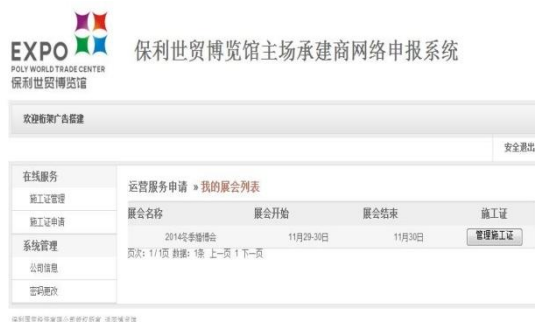 EXPO
POLY WORLD TRADE CENTER
保利世贸博览馆
保利世贸博览馆主场承建商网络申报系统
欢迎桁架广告搭建
安全退出
在线服务
施工证管理
施工证申请
系统管理
公司信息
密码更改
运营服务申请 » 我的展会列表
展会名称 展会开始 展会结束 施工证
2014冬季婚博会 11月29-30日 11月30日 管理施工证
页次：1/1页 数据：1条 上一页 1 下一页